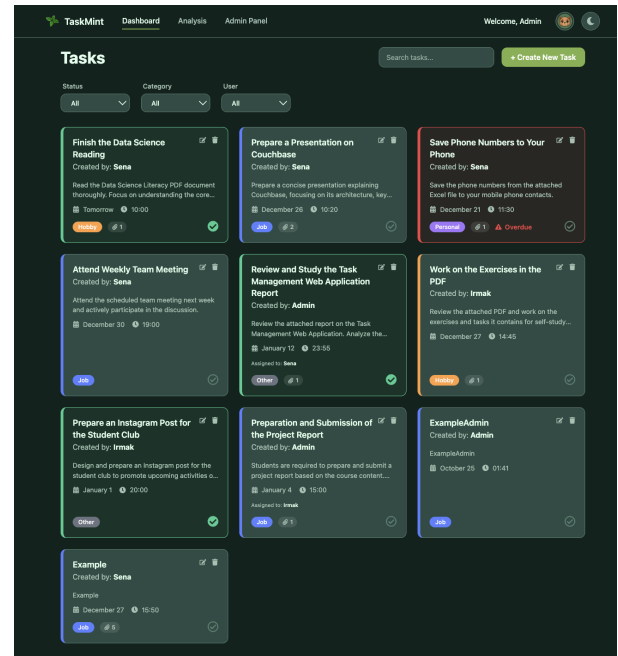 TaskMint Dashboard Analysis Admin Panel Welcome, Admin
Tasks
Search tasks...
+ Create New Task
Status Category User
All All All
Finish the Data Science
Reading
Created by: Sena
Read the Data Science Literacy PDF document
thoroughly. Focus on understanding the core...
Tomorrow 10:00
Hobby 1
Prepare a Presentation on
Couchbase
Created by: Sena
Prepare a concise presentation explaining
Couchbase, focusing on its architecture, key...
December 26 10:20
Job 2
Save Phone Numbers to Your
Phone
Created by: Sena
Save the phone numbers from the attached
Excel file to your mobile phone contacts.
December 21 11:30
Personal 1 Overdue
Attend Weekly Team Meeting
Created by: Sena
Attend the scheduled team meeting next week
and actively participate in the discussion.
December 30 19:00
Job
Review and Study the Task
Management Web Application
Report
Created by: Admin
Review the attached report on the Task
Management Web Application. Analyze the...
January 12 23:55
Assigned to: Sena
Other 1
Work on the Exercises in the
PDF
Created by: Irmak
Review the attached PDF and work on the
exercises and tasks it contains for self-study...
December 27 14:45
Hobby 1
Prepare an Instagram Post for
the Student Club
Created by: Irmak
Design and prepare an Instagram post for the
student club to promote upcoming activities o...
January 1 20:00
Other
Preparation and Submission of
the Project Report
Created by: Admin
Students are required to prepare and submit a
project report based on the course content....
January 4 15:00
Assigned to: Irmak
Job 1
ExampleAdmin
Created by: Admin
ExampleAdmin
October 25 01:41
Job
Example
Created by: Sena
Example
December 27 15:50
Job 5